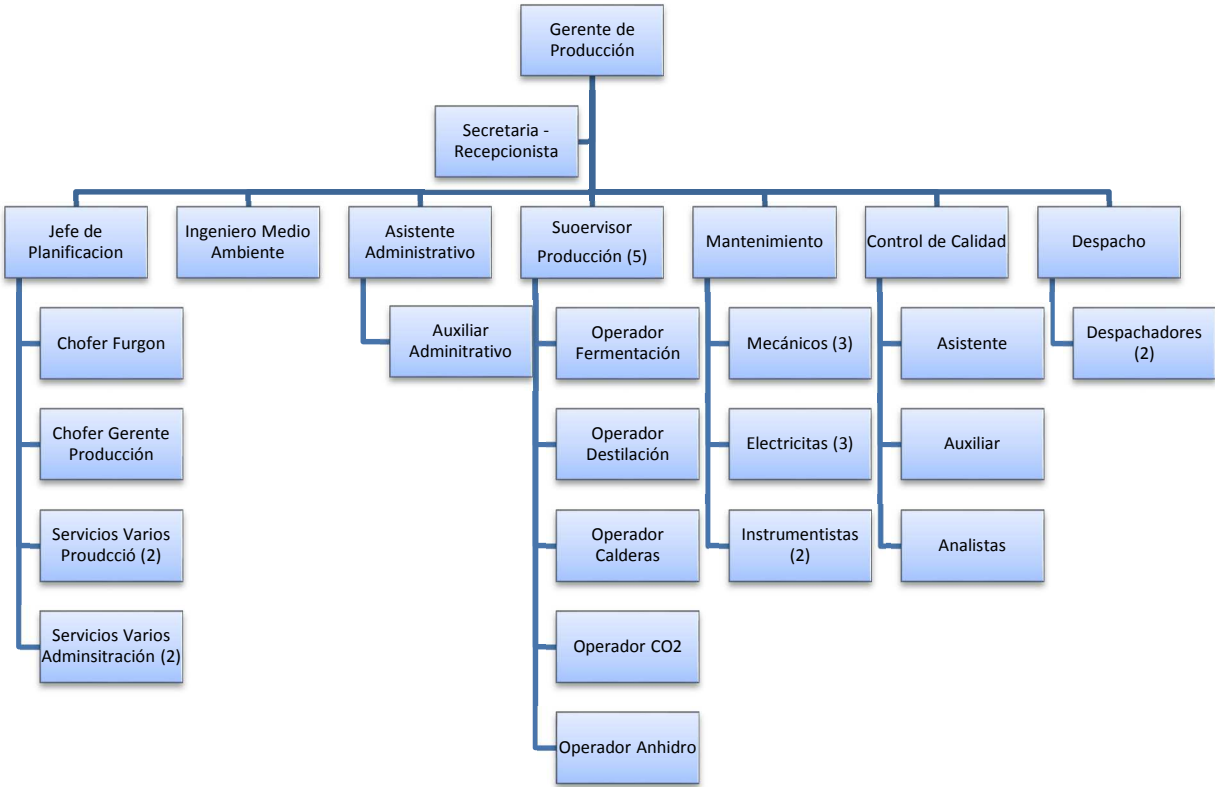 Gerente de
Producción
Secretaria -
Recepcionista
Jefe de
Planificacion
Ingeniero Medio
Ambiente
Asistente
Administrativo
Suoervisor
Producción (5)
Mantenimiento
Control de Calidad
Despacho
Chofer Furgon
Chofer Gerente
Producción
Servicios Varios
Proudcció (2)
Servicios Varios
Adminsitración (2)
Auxiliar
Adminitrativo
Operador
Fermentación
Operador
Destilación
Operador
Calderas
Operador CO2
Operador Anhidro
Mecánicos (3)
Electricitas (3)
Instrumentistas
(2)
Asistente
Auxiliar
Analistas
Despachadores
(2)